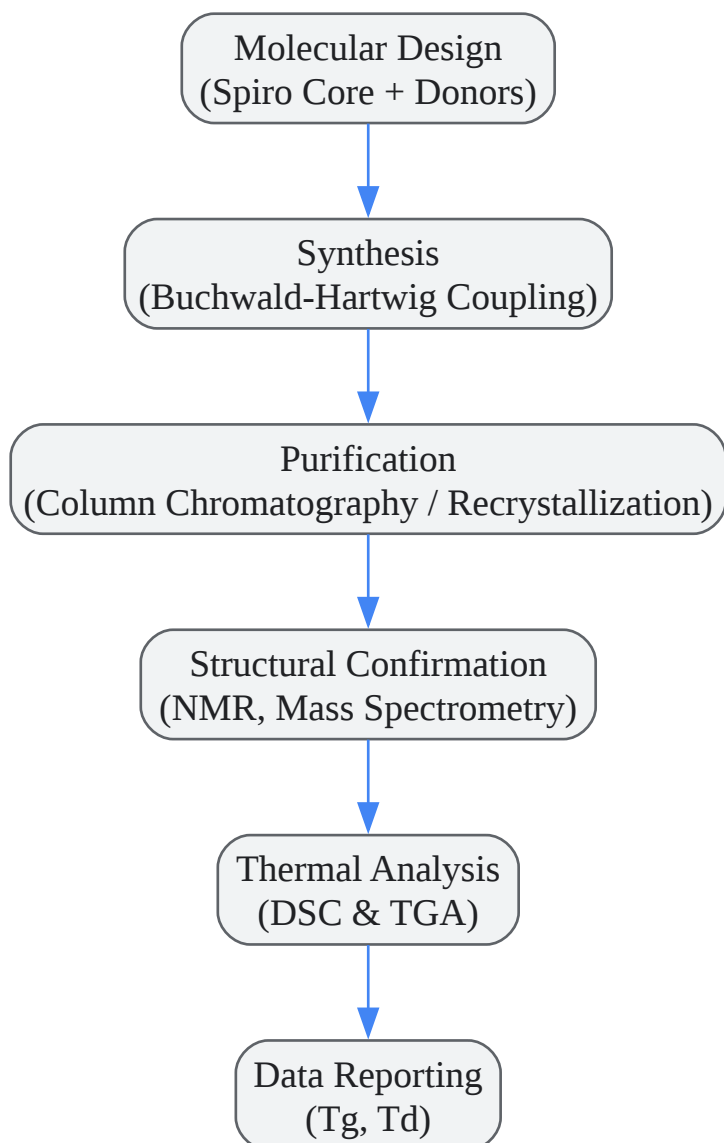 Molecular Design
(Spiro Core + Donors)
Synthesis
(Buchwald-Hartwig Coupling)
Purification
(Column Chromatography / Recrystallization)
Structural Confirmation
(NMR, Mass Spectrometry)
Thermal Analysis
(DSC & TGA)
Data Reporting
(Tg, Td)